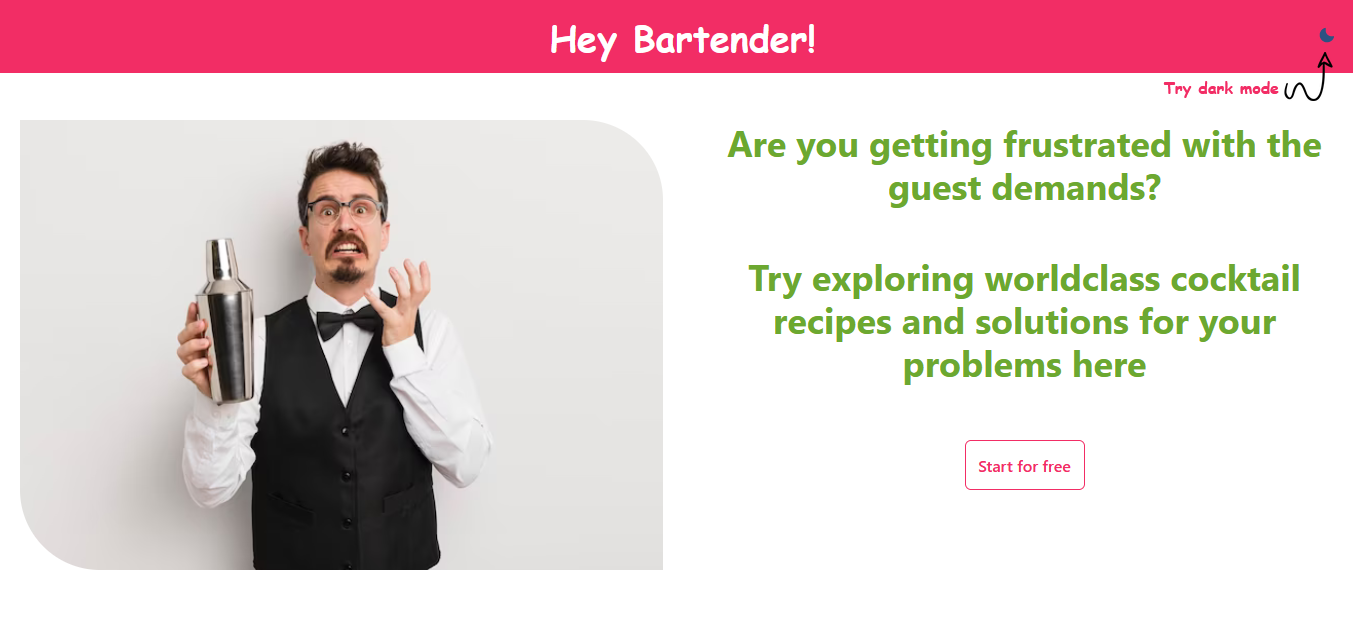 Hey Bartender!
Try dark mode
Are you getting frustrated with the
guest demands?
Try exploring worldclass cocktail
recipes and solutions for your
problems here
Start for free